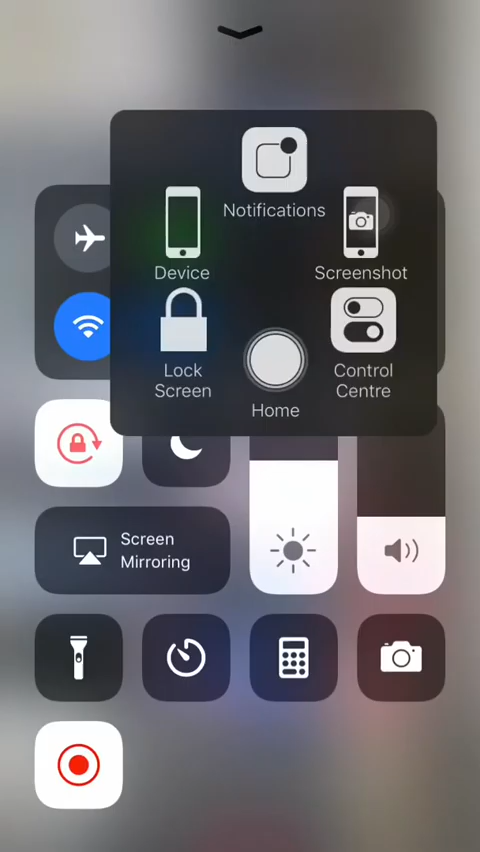 Notifications
Device
Screenshot
Lock
Screen
Control
Centre
Home
Screen
Mirroring